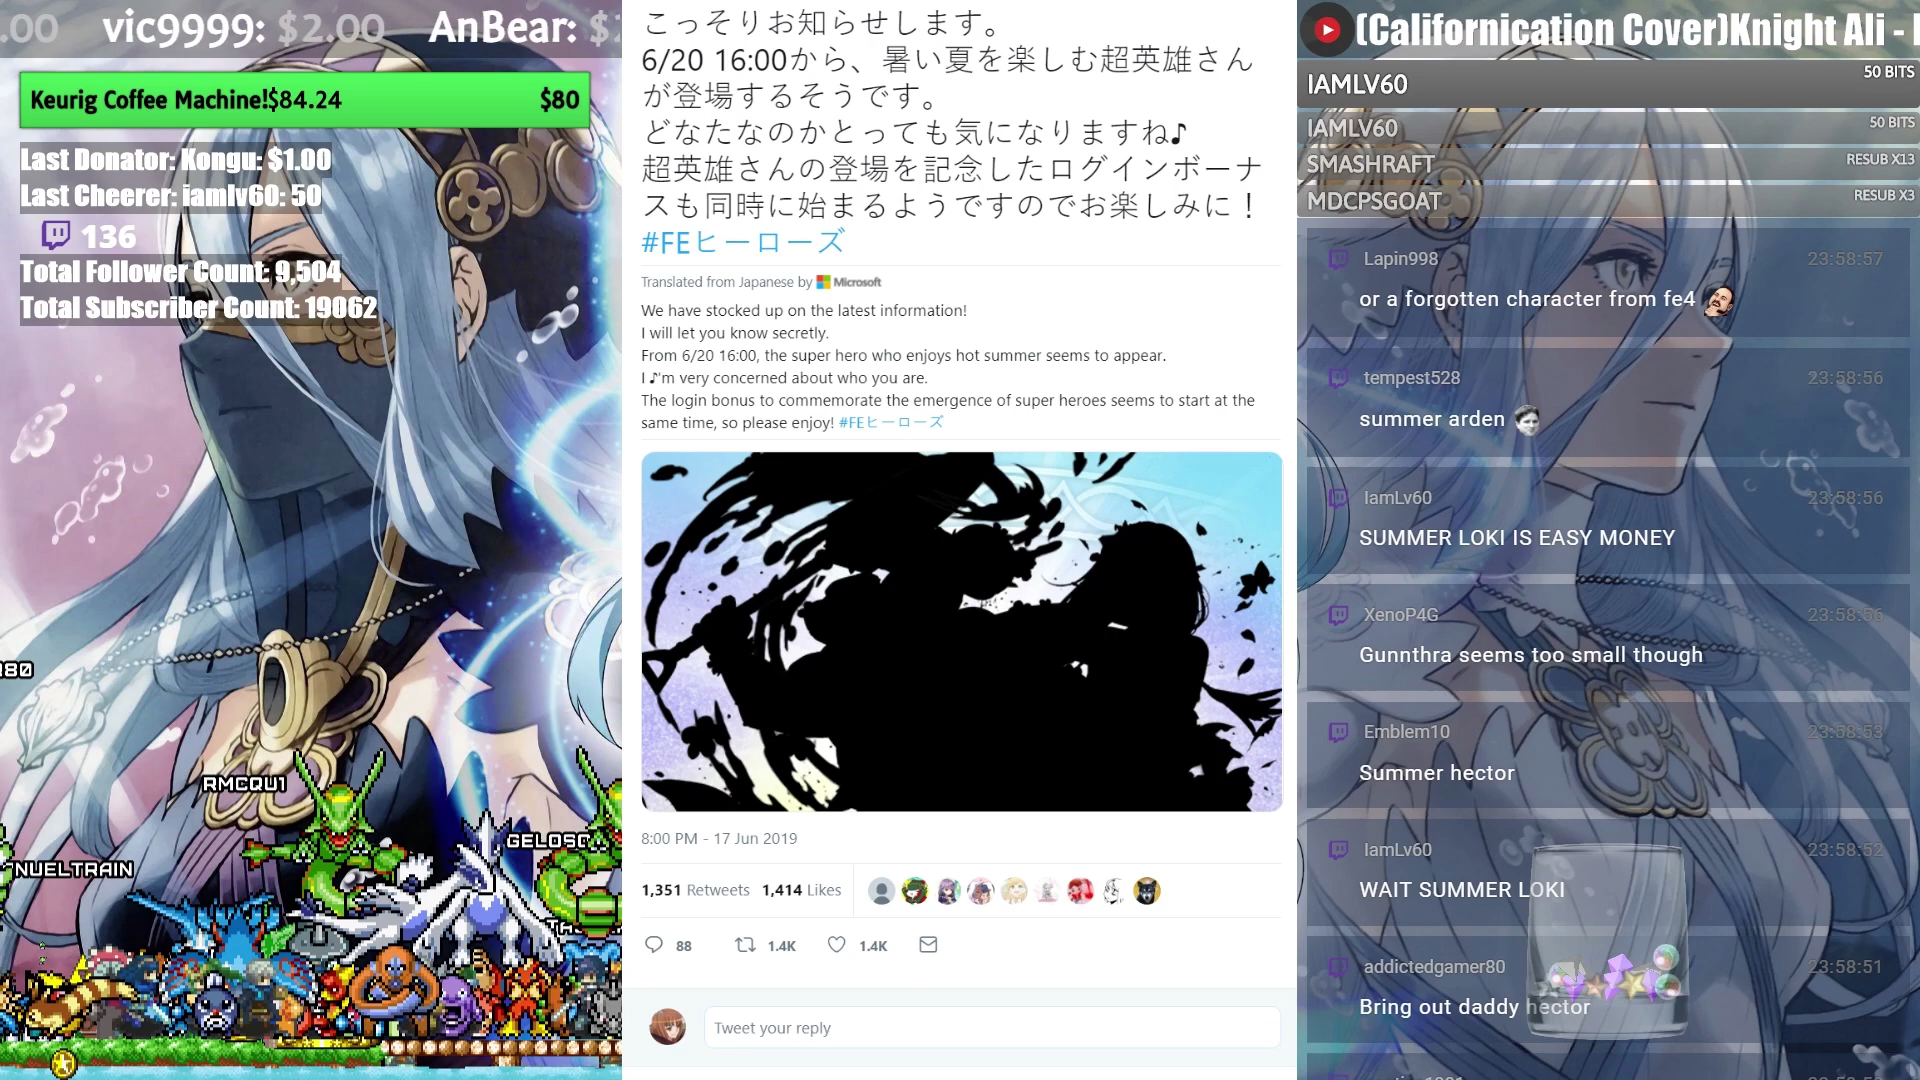 .00 vic9999: $2.00 AnBear:
Keurig Coffee Machine!$84.24 $80
Last Donator: Kongu: $1.00
Last Cheerer: iamlv60: 50
136
Total Follower Count: 9,504
Total Subscriber Count: 19062
RMCQU1
GELOSC
NUELTRAIN
こっそりお知らせします。
6/20 16:00から、暑い夏を楽しむ超英雄さん
が登場するそうです。
どなたなのかとっても気になりますね♪
超英雄さんの登場を記念したログインボーナ
スも同時に始まるようですのでお楽しみに！
#FEヒーローズ
Translated from Japanese by Microsoft
We have stocked up on the latest information!
I will let you know secretly.
From 6/20 16:00, the super hero who enjoys hot summer seems to appear.
I ♪'m very concerned about who you are.
The login bonus to commemorate the emergence of super heroes seems to start at the
same time, so please enjoy! #FEヒーローズ
8:00 PM - 17 Jun 2019
1,351 Retweets 1,414 Likes
88 1.4K 1.4K
Tweet your reply
(Californication Cover)Knight Ali -
IAMLV60 50 BITS
IAMLV60 50 BITS
SMASHRAFT RESUB X13
MDCPSGOAT RESUB X3
Lapin998 23:58:57
or a forgotten character from fe4
tempest528 23:58:56
summer arden
IamLv60 23:58:56
SUMMER LOKI IS EASY MONEY
XenoP4G 23:58:56
Gunnthra seems too small though
Emblem10 23:58:53
Summer hector
IamLv60 23:58:52
WAIT SUMMER LOKI
addictedgamer80 23:58:51
Bring out daddy hector